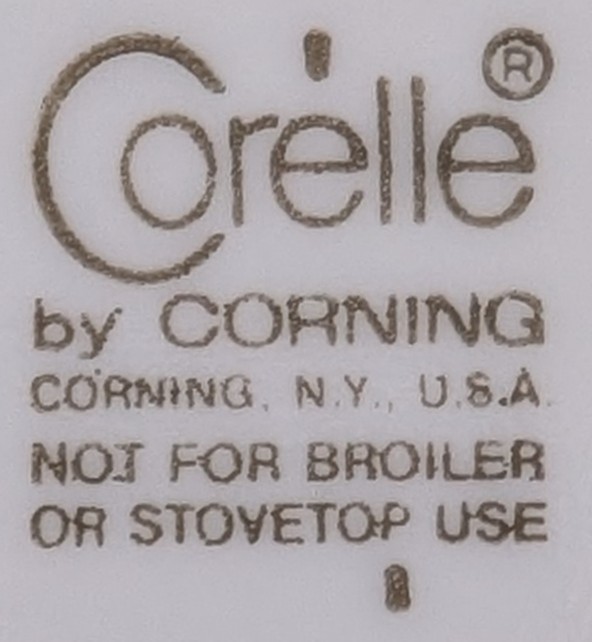 Corelle®
by CORNING
CORNING, N.Y., U.S.A.
NOT FOR BROILER
OR STOVETOP USE